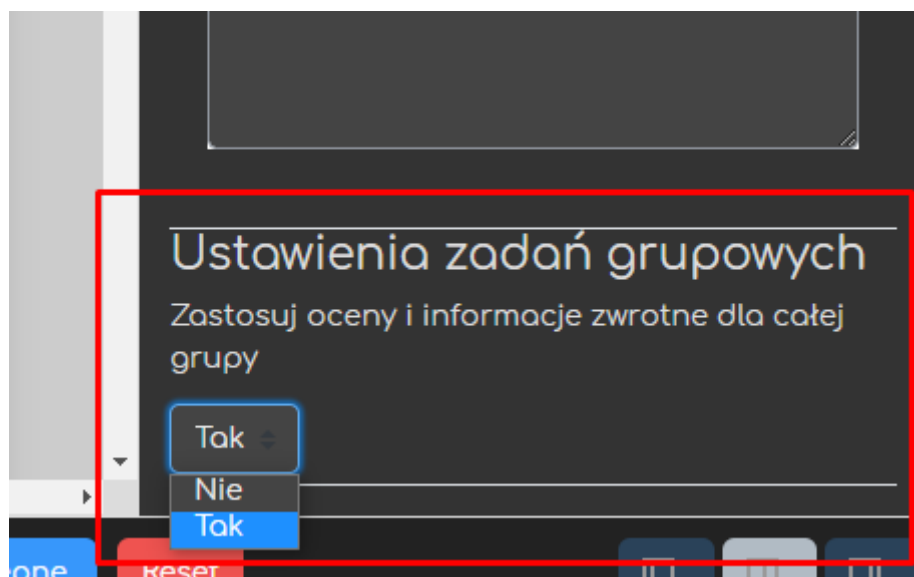 Ustawienia zadań grupowych
Zastosuj oceny i informacje zwrotne dla całej
grupy
Tak
Nie
Tak
Reset